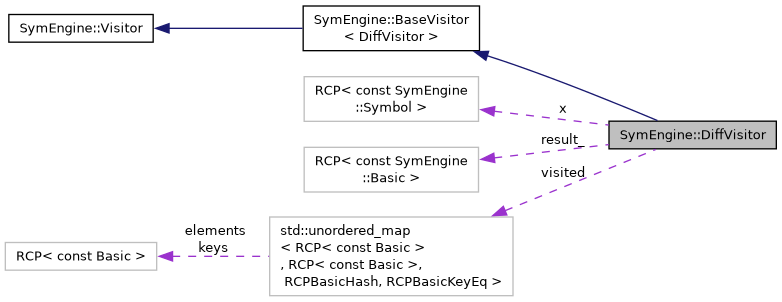 SymEngine::Visitor
SymEngine::BaseVisitor
< DiffVisitor >
RCP< const SymEngine
::Symbol >
x
SymEngine::DiffVisitor
result_
RCP< const SymEngine
::Basic >
visited
elements
keys
std::unordered_map
< RCP< const Basic >
, RCP< const Basic >,
RCPBasicHash, RCPBasicKeyEq >
RCP< const Basic >